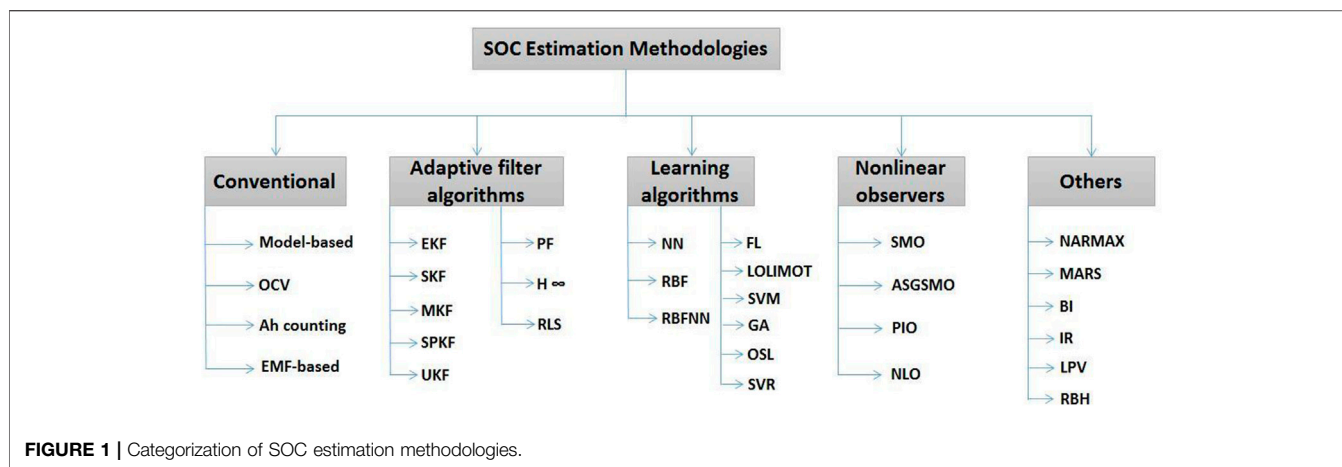 SOC Estimation Methodologies
Conventional
Model-based
OCV
Ah counting
EMF-based
Adaptive filter
algorithms
EKF
SKF
MKF
SPKF
UKF
PF
H ∞
RLS
Learning
algorithms
NN
RBF
RBFNN
FL
LOLIMOT
SVM
GA
OSL
SVR
Nonlinear
observers
SMO
ASGSMO
PIO
NLO
Others
NARMAX
MARS
BI
IR
LPV
RBH
FIGURE 1 | Categorization of SOC estimation methodologies.